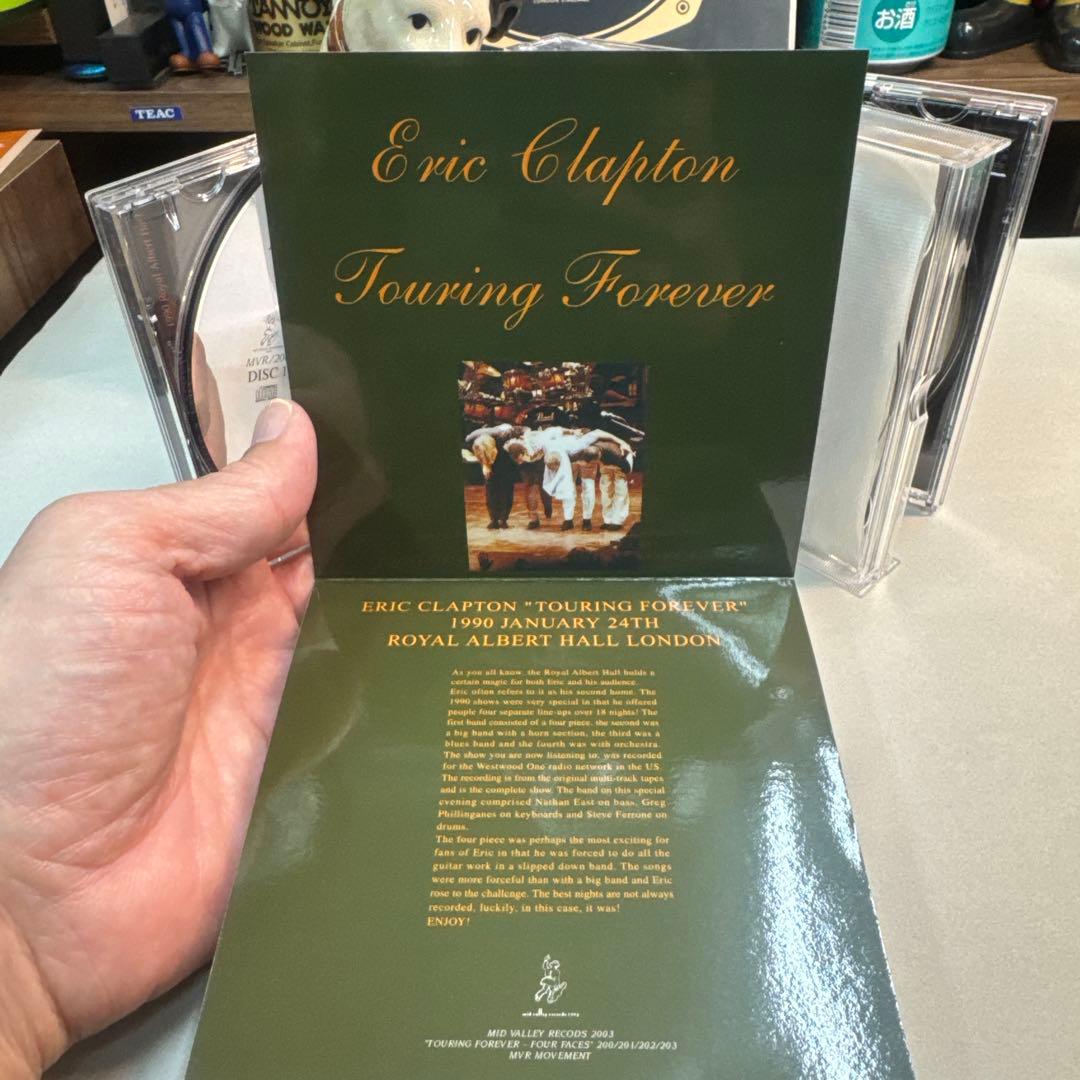 TANNOY
WOOD WA
お酒
TEAC
Eric Clapton
Touring Forever
MVR/20
DISC 1
ERIC CLAPTON "TOURING FOREVER"
1990 JANUARY 24TH
ROYAL ALBERT HALL LONDON
As you all know, the Royal Albert Hall holds a
certain magic for both Eric and his audience.
Eric often refers to it as his second home. The
1990 shows were very special in that he offered
people four separate line-ups over 18 nights! The
first band consisted of a four piece, the second was
a big band with a horn section, the third was a
blues band and the fourth was with orchestra.
The show you are now listening to, was recorded
for the Westwood One radio network in the US.
The recording is from the original multi-track tapes
and is the complete show. The band on this special
evening comprised Nathan East on bass, Greg
Phillinganes on keyboards and Steve Ferrone on
drums.
The four piece was perhaps the most exciting for
fans of Eric in that he was forced to do all the
guitar work in a slipped down band. The songs
were more forceful than with a big band and Eric
rose to the challenge. The best nights are not always
recorded, luckily, in this case, it was!
ENJOY!
MID VALLEY RECODS 2003
"TOURING FOREVER - FOUR FACES" 200/201/202/203
MVR MOVEMENT